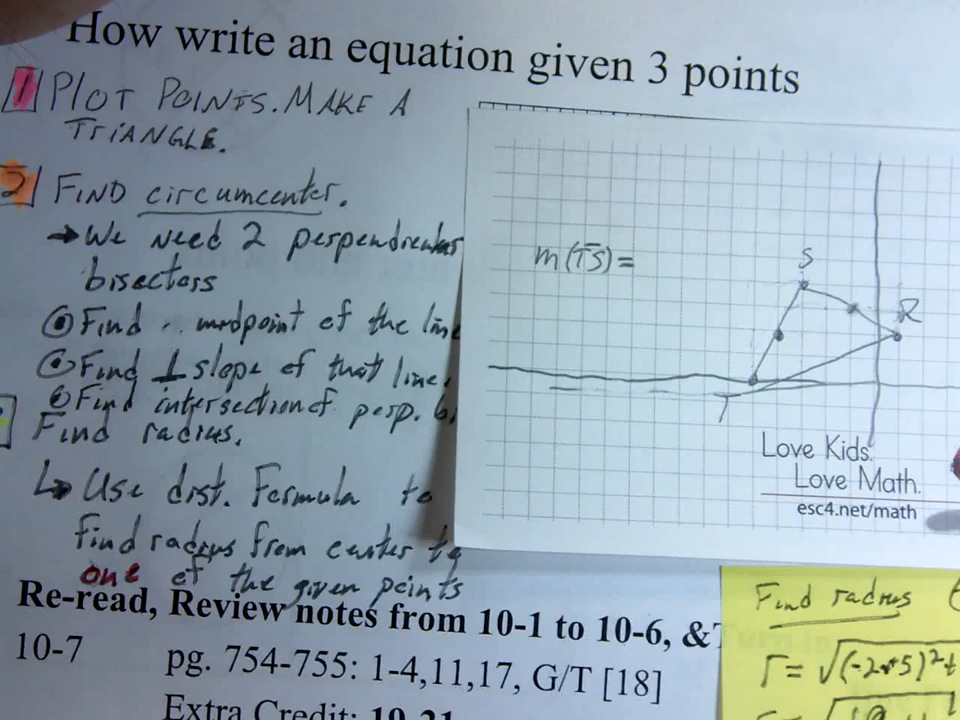 How write an equation given 3 points
1 PLOT POINTS. MAKE A
TRIANGLE.
2 FIND circumcenter.
→ We need 2 perpendicular
bisectors
Find midpoint of the line
Find ⊥ slope of that line.
Find intersection of perp. b
Find radius.
↳ Use dist. Formula to
find radius from center to
one of the given points
m(TS)=
S
R
T
Love Kids.
Love Math.
esc4.net/math
Re-read, Review notes from 10-1 to 10-6, &
10-7 pg. 754-755: 1-4,11,17, G/T [18]
Extra Credit: 19-21
Find radius
r = √(-2+5)²+